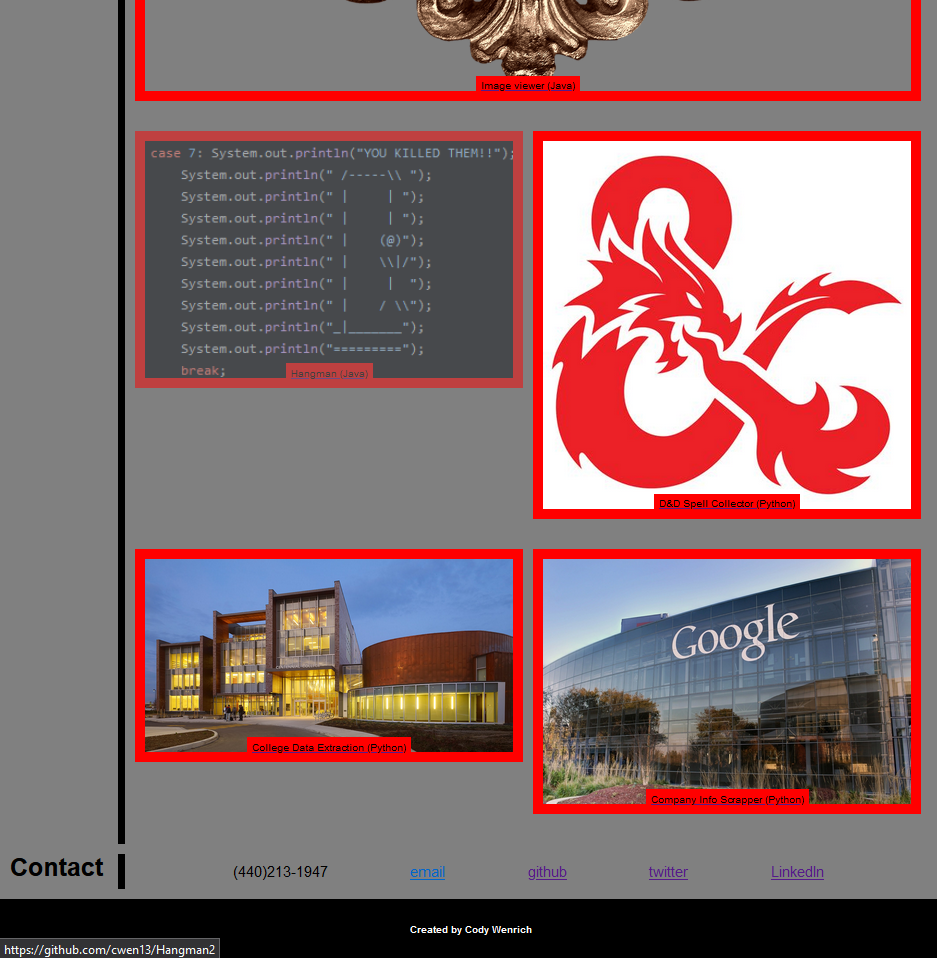 Image viewer (Java)
case 7: System.out.println("YOU KILLED THEM!!");
System.out.println(" /-----\\ ");
System.out.println(" |     | ");
System.out.println(" |     | ");
System.out.println(" |    (@)");
System.out.println(" |    \\|/");
System.out.println(" |     |  ");
System.out.println(" |    / \\");
System.out.println("_|_______");
System.out.println("=========");
break;
Hangman (Java)
D&D Spell Collector (Python)
College Data Extraction (Python)
Google
Company Info Scrapper (Python)
Contact
(440)213-1947
email
github
twitter
LinkedIn
Created by Cody Wenrich
https://github.com/cwen13/Hangman2